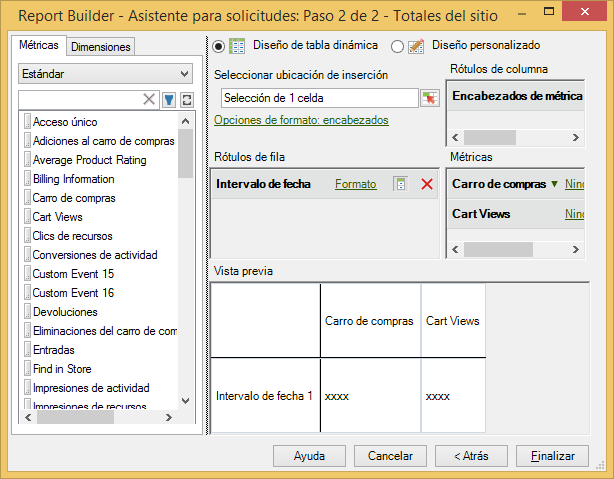 Report Builder - Asistente para solicitudes: Paso 2 de 2 - Totales del sitio
Métricas
Dimensiones
Estándar
Acceso único
Adiciones al carro de compras
Average Product Rating
Billing Information
Carro de compras
Cart Views
Clics de recursos
Conversiones de actividad
Custom Event 15
Custom Event 16
Devoluciones
Eliminaciones del carro de com
Entradas
Find in Store
Impresiones de actividad
Impresiones de recursos
Diseño de tabla dinámica
Diseño personalizado
Seleccionar ubicación de inserción
Selección de 1 celda
Opciones de formato: encabezados
Rótulos de columna
Encabezados de métrica
Rótulos de fila
Intervalo de fecha Formato
Métricas
Carro de compras Nin
Cart Views Nin
Vista previa
Carro de compras Cart Views
Intervalo de fecha 1 xxxx xxxx
Ayuda
Cancelar
< Atrás
Finalizar